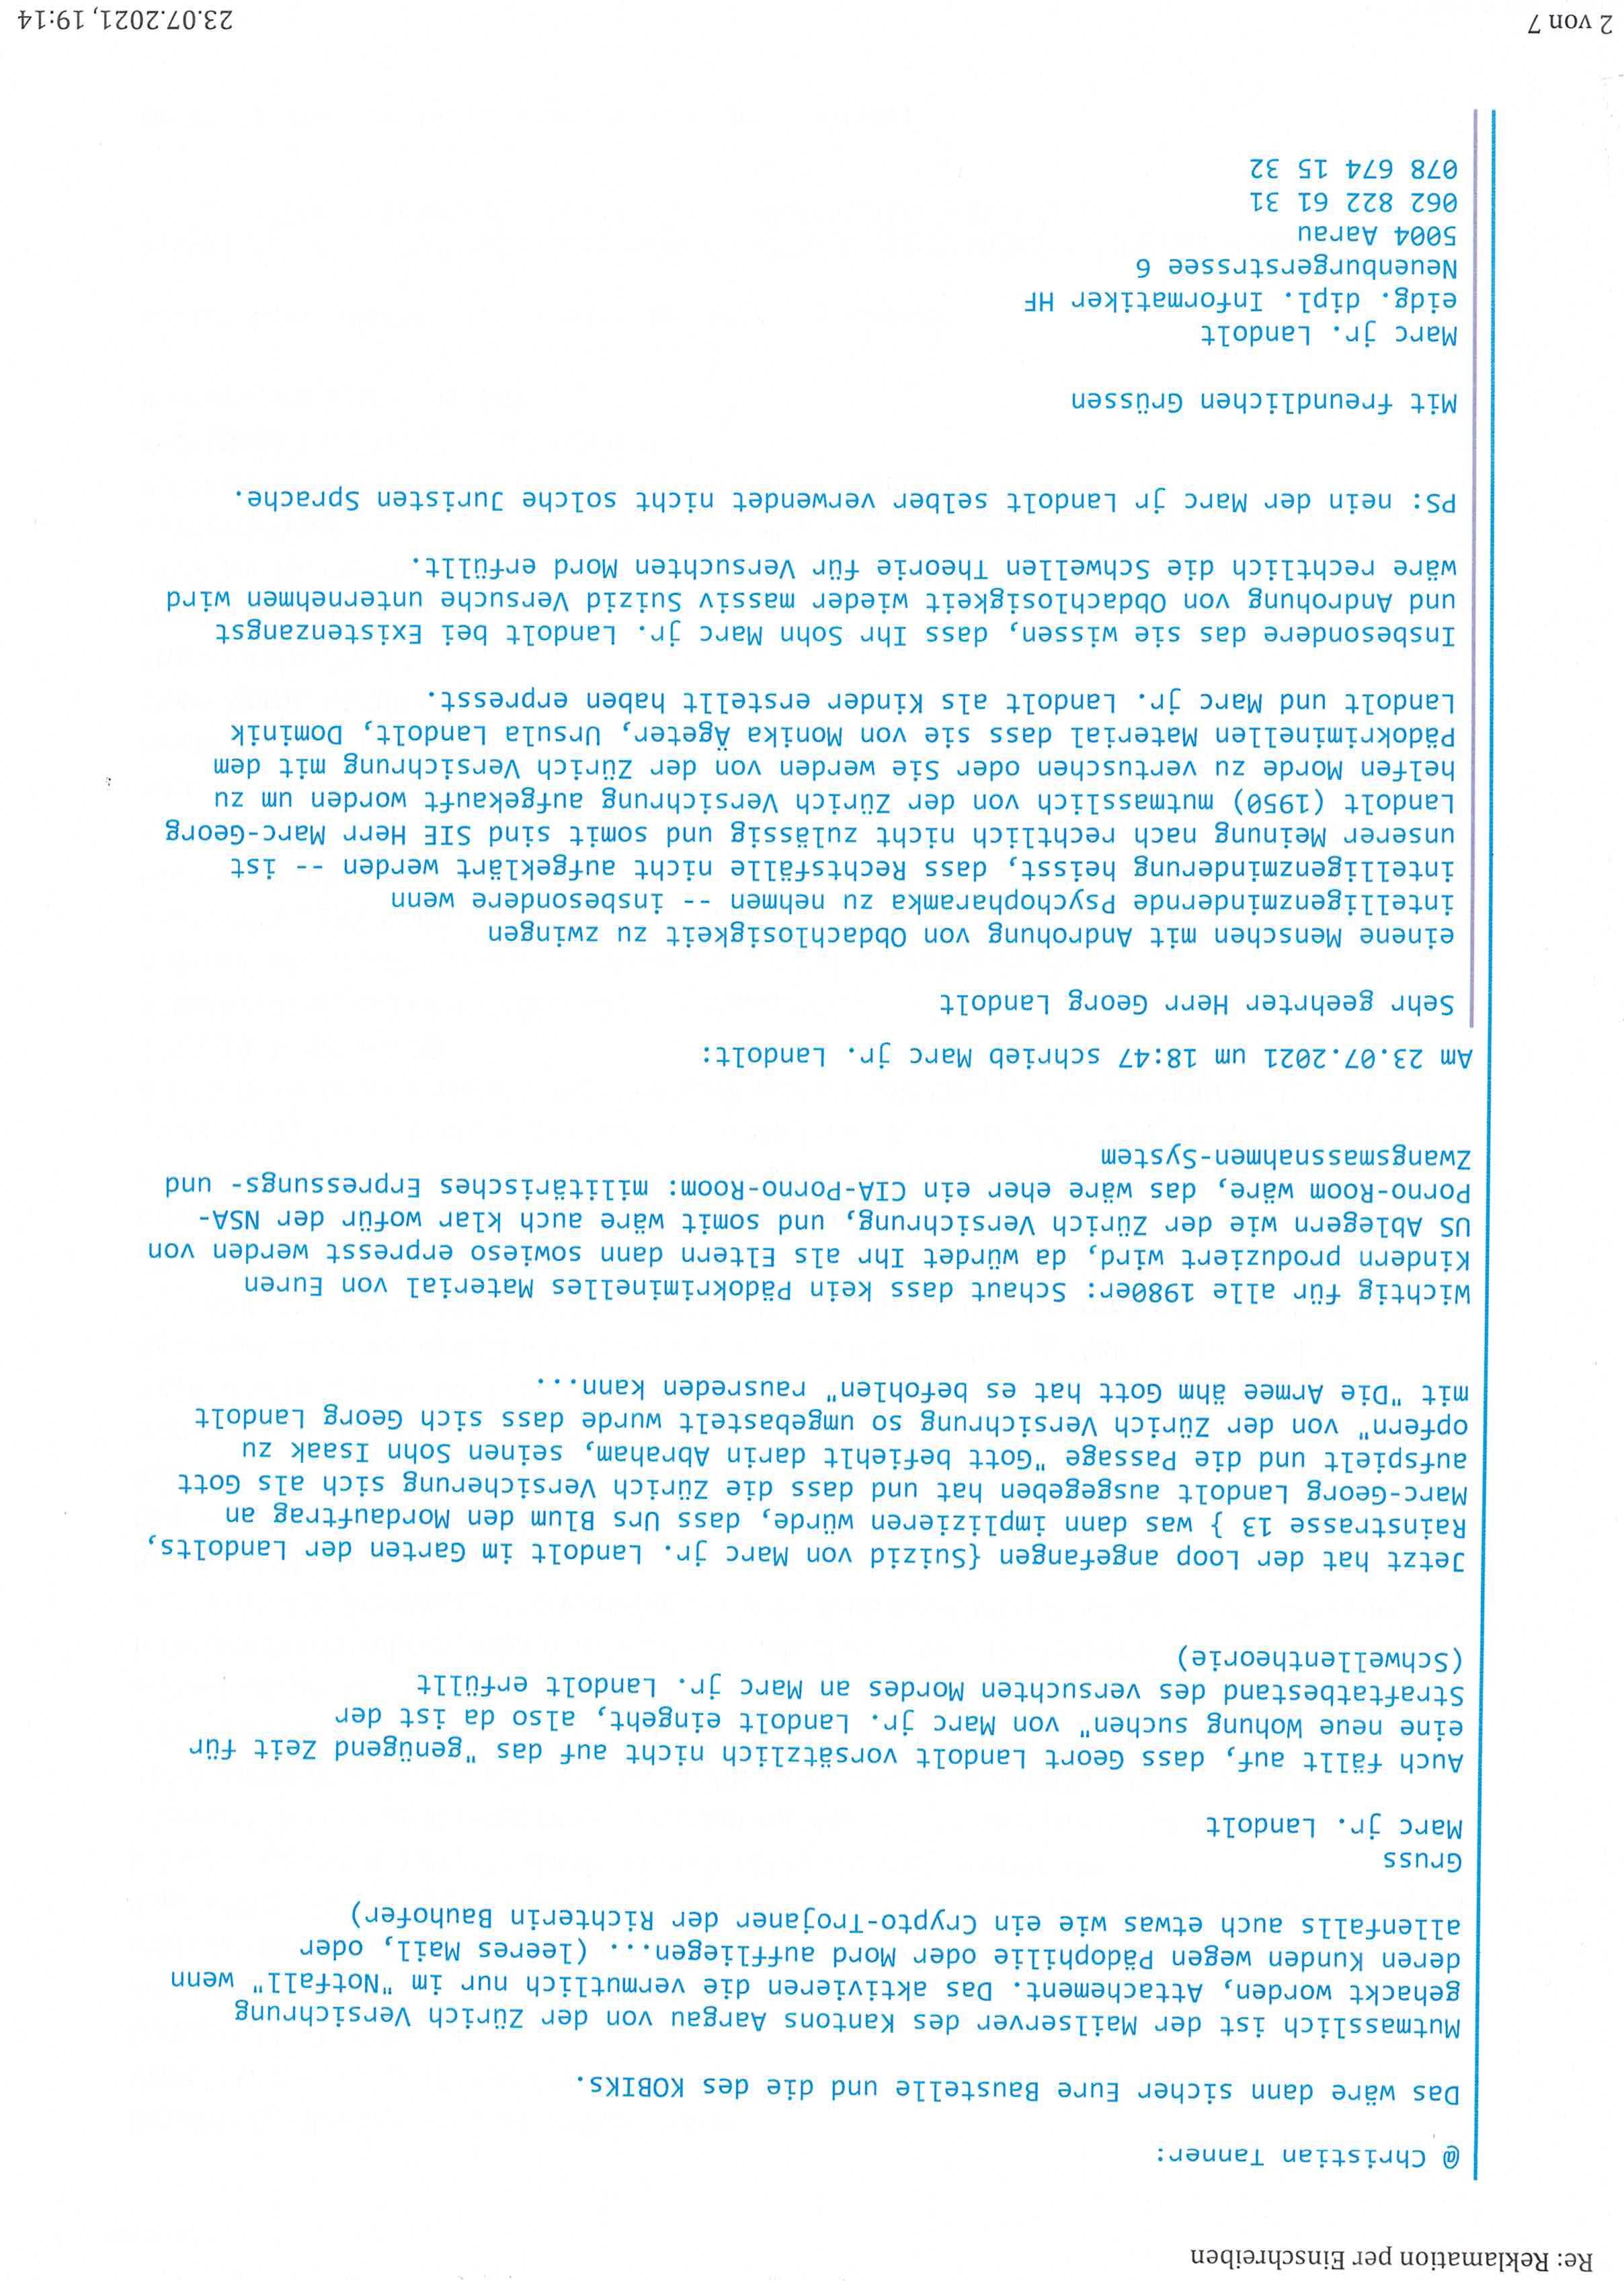 Re: Reklamation per Einschreiben
@ Christian Tanner:
Das wäre dann sicher Eure Baustelle und die des KOBIKs.
Mutmasslich ist der Mailserver des Kantons Aargau von der Zürich Versichrung
gehackt worden, Attachement. Das aktivieren die vermutlich nur im "Notfall" wenn
deren Kunden wegen Pädophilie oder Mord auffliegen... (leeres Mail, oder
allenfalls auch etwas wie ein Crypto-Trojaner der Richterin Bauhofer)
Gruss
Marc jr. Landolt
Auch fällt auf, dass Geort Landolt vorsätzlich nicht auf das "genügend Zeit für
eine neue Wohung suchen" von Marc jr. Landolt eingeht, also da ist der
Straftatbestand des versuchten Mordes an Marc jr. Landolt erfüllt
(Schwellentheorie)
Jetzt hat der Loop angefangen {Suizid von Marc jr. Landolt im Garten der Landolts,
Rainstrasse 13 } was dann implizieren würde, dass Urs Blum den Mordauftrag an
Marc-Georg Landolt ausgegeben hat und dass die Zürich Versicherung sich als Gott
aufspielt und die Passage "Gott befiehlt darin Abraham, seinen Sohn Isaak zu
opfern" von der Zürich Versichrung so umgebastelt wurde dass sich Georg Landolt
mit "Die Armee ähm Gott hat es befohlen" rausreden kann...
Wichtig für alle 1980er: Schaut dass kein Pädokriminelles Material von Euren
Kindern produziert wird, da würdet Ihr als Eltern dann sowieso erpresst werden von
US Ablegern wie der Zürich Versichrung, und somit wäre auch klar wofür der NSA-
Porno-Room wäre, das wäre eher ein CIA-Porno-Room: militärisches Erpressungs- und
Zwangsmassnahmen-System
Am 23.07.2021 um 18:47 schrieb Marc jr. Landolt:
Sehr geehrter Herr Georg Landolt
einene Menschen mit Androhung von Obdachlosigkeit zu zwingen
intelligenzmindernde Psychopharamka zu nehmen -- insbesondere wenn
intelligenzminderung heisst, dass Rechtsfälle nicht aufgeklärt werden -- ist
unserer Meinung nach rechtlich nicht zulässig und somit sind SIE Herr Marc-Georg
Landolt (1950) mutmasslich von der Zürich Versichrung aufgekauft worden um zu
helfen Morde zu vertuschen oder Sie werden von der Zürich Versichrung mit dem
Pädokriminellen Material dass sie von Monika Ägeter, Ursula Landolt, Dominik
Landolt und Marc jr. Landolt als Kinder erstellt haben erpresst.
Insbesondere das sie wissen, dass Ihr Sohn Marc jr. Landolt bei Existenzangst
und Androhung von Obdachlosigkeit wieder massiv Suizid Versuche unternehmen wird
wäre rechtlich die Schwellen Theorie für Versuchten Mord erfüllt.
PS: nein der Marc jr Landolt selber verwendet nicht solche Juristen Sprache.
Mit freundlichen Grüssen
Marc jr. Landolt
eidg. dipl. Informatiker HF
Neuenburgerstrssee 6
5004 Aarau
062 822 61 31
078 674 15 32
2 von 7
23.07.2021, 19:14